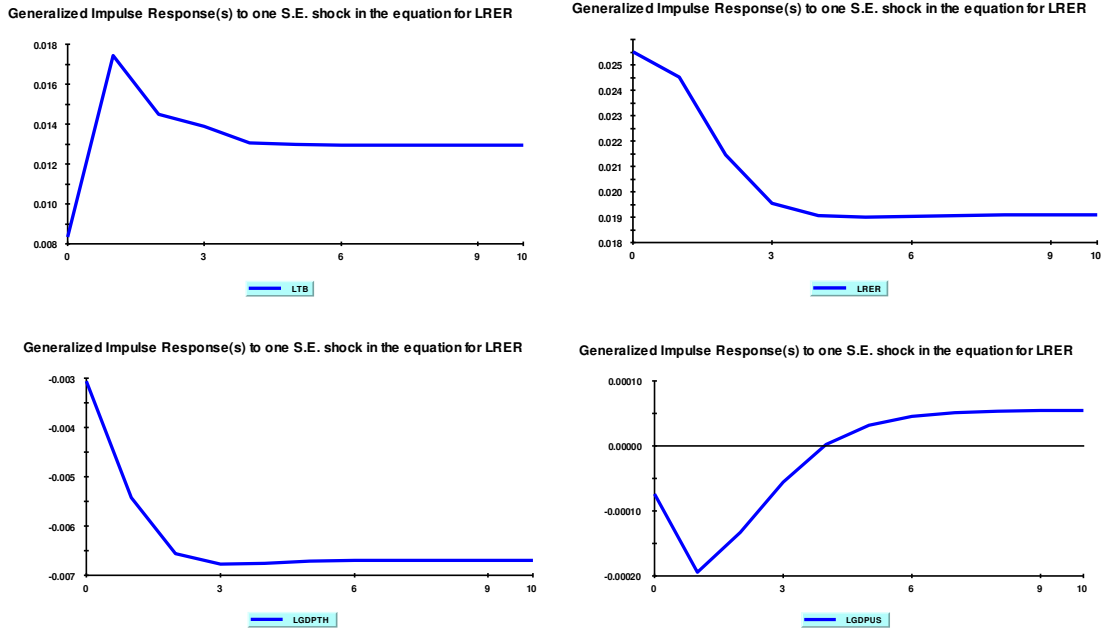 Generalized Impulse Response(s) to one S.E. shock in the equation for LRER
0.018
0.016
0.014
0.012
0.010
0.008
0 3 6 9 10
LTB
Generalized Impulse Response(s) to one S.E. shock in the equation for LRER
0.025
0.024
0.023
0.022
0.021
0.020
0.019
0.018
0 3 6 9 10
LRER
Generalized Impulse Response(s) to one S.E. shock in the equation for LRER
-0.003
-0.004
-0.005
-0.006
-0.007
0 3 6 9 10
LGDPTH
Generalized Impulse Response(s) to one S.E. shock in the equation for LRER
0.00010
0.00000
-0.00010
-0.00020
0 3 6 9 10
LGDPUS